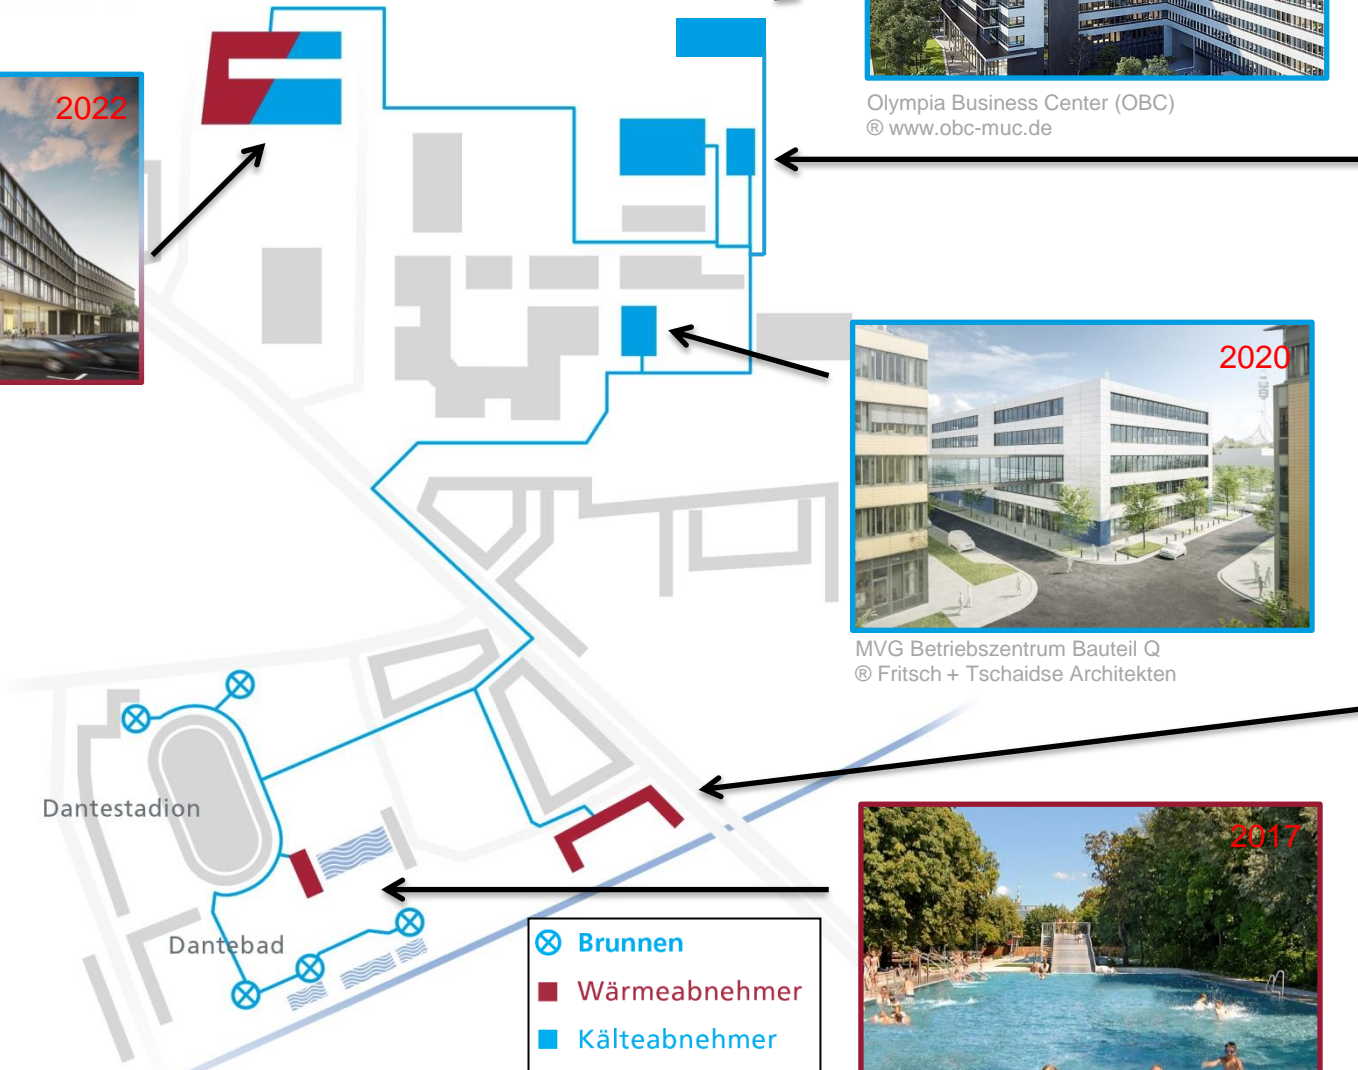 2022
Olympia Business Center (OBC)
® www.obc-muc.de
2020
MVG Betriebszentrum Bauteil Q
® Fritsch + Tschaidse Architekten
Dantestadion
2017
Dantebad
Brunnen
Wärmeabnehmer
Kälteabnehmer